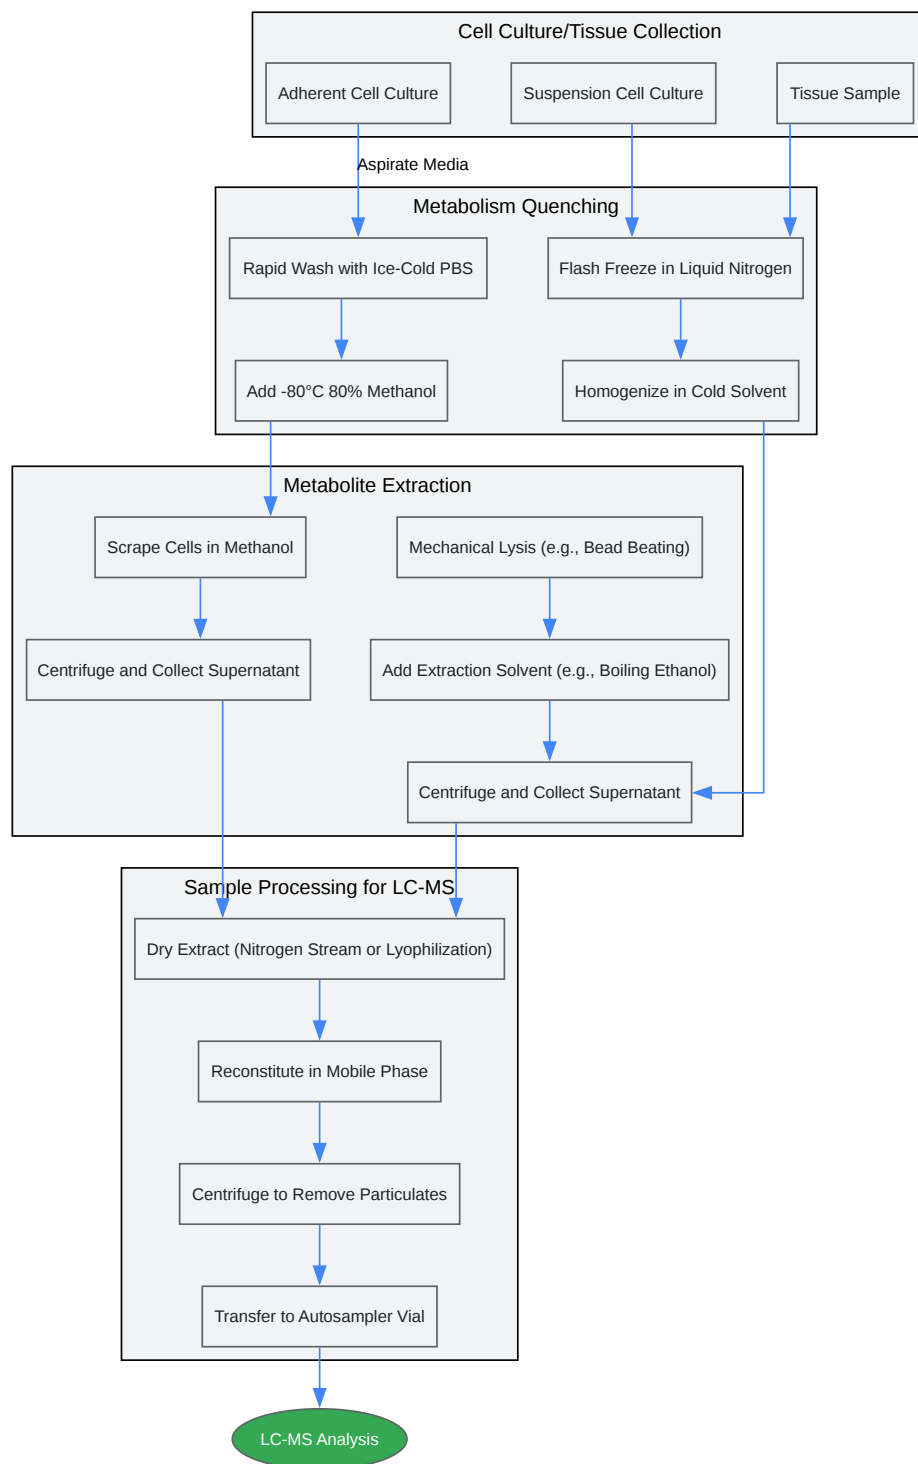 Cell Culture/Tissue Collection
Adherent Cell Culture
Suspension Cell Culture
Tissue Sample
Aspirate Media
Metabolism Quenching
Rapid Wash with Ice-Cold PBS
Flash Freeze in Liquid Nitrogen
Add -80°C 80% Methanol
Homogenize in Cold Solvent
Metabolite Extraction
Scrape Cells in Methanol
Mechanical Lysis (e.g., Bead Beating)
Centrifuge and Collect Supernatant
Add Extraction Solvent (e.g., Boiling Ethanol)
Centrifuge and Collect Supernatant
Sample Processing for LC-MS
Dry Extract (Nitrogen Stream or Lyophilization)
Reconstitute in Mobile Phase
Centrifuge to Remove Particulates
Transfer to Autosampler Vial
LC-MS Analysis